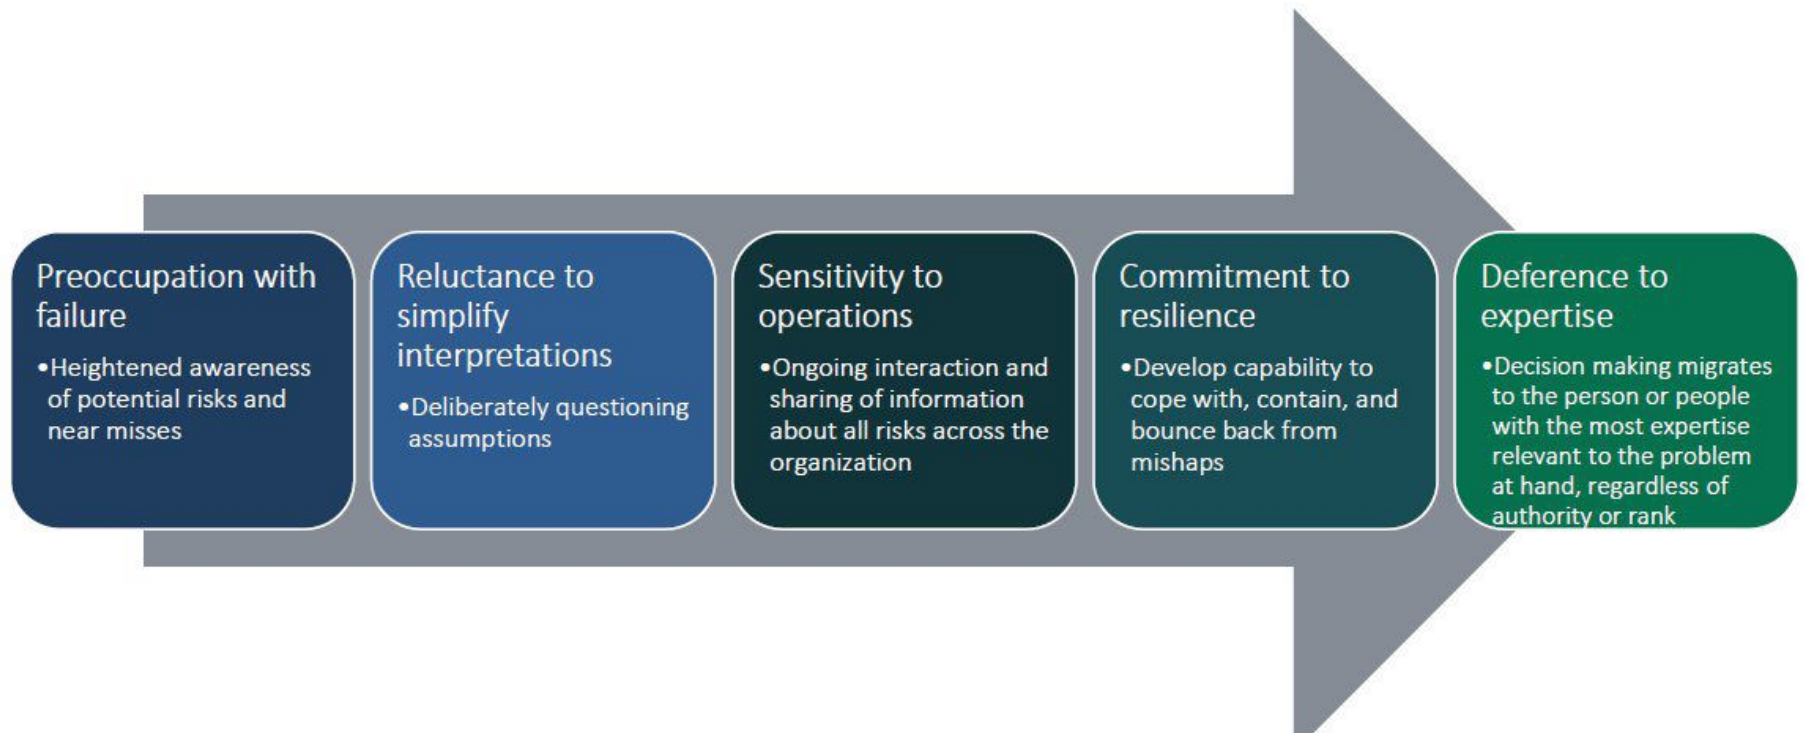 Preoccupation with
failure
•Heightened awareness
of potential risks and
near misses
Reluctance to
simplify
interpretations
•Deliberately questioning
assumptions
Sensitivity to
operations
•Ongoing interaction and
sharing of information
about all risks across the
organization
Commitment to
resilience
•Develop capability to
cope with, contain, and
bounce back from
mishaps
Deference to
expertise
•Decision making migrates
to the person or people
with the most expertise
relevant to the problem
at hand, regardless of
authority or rank